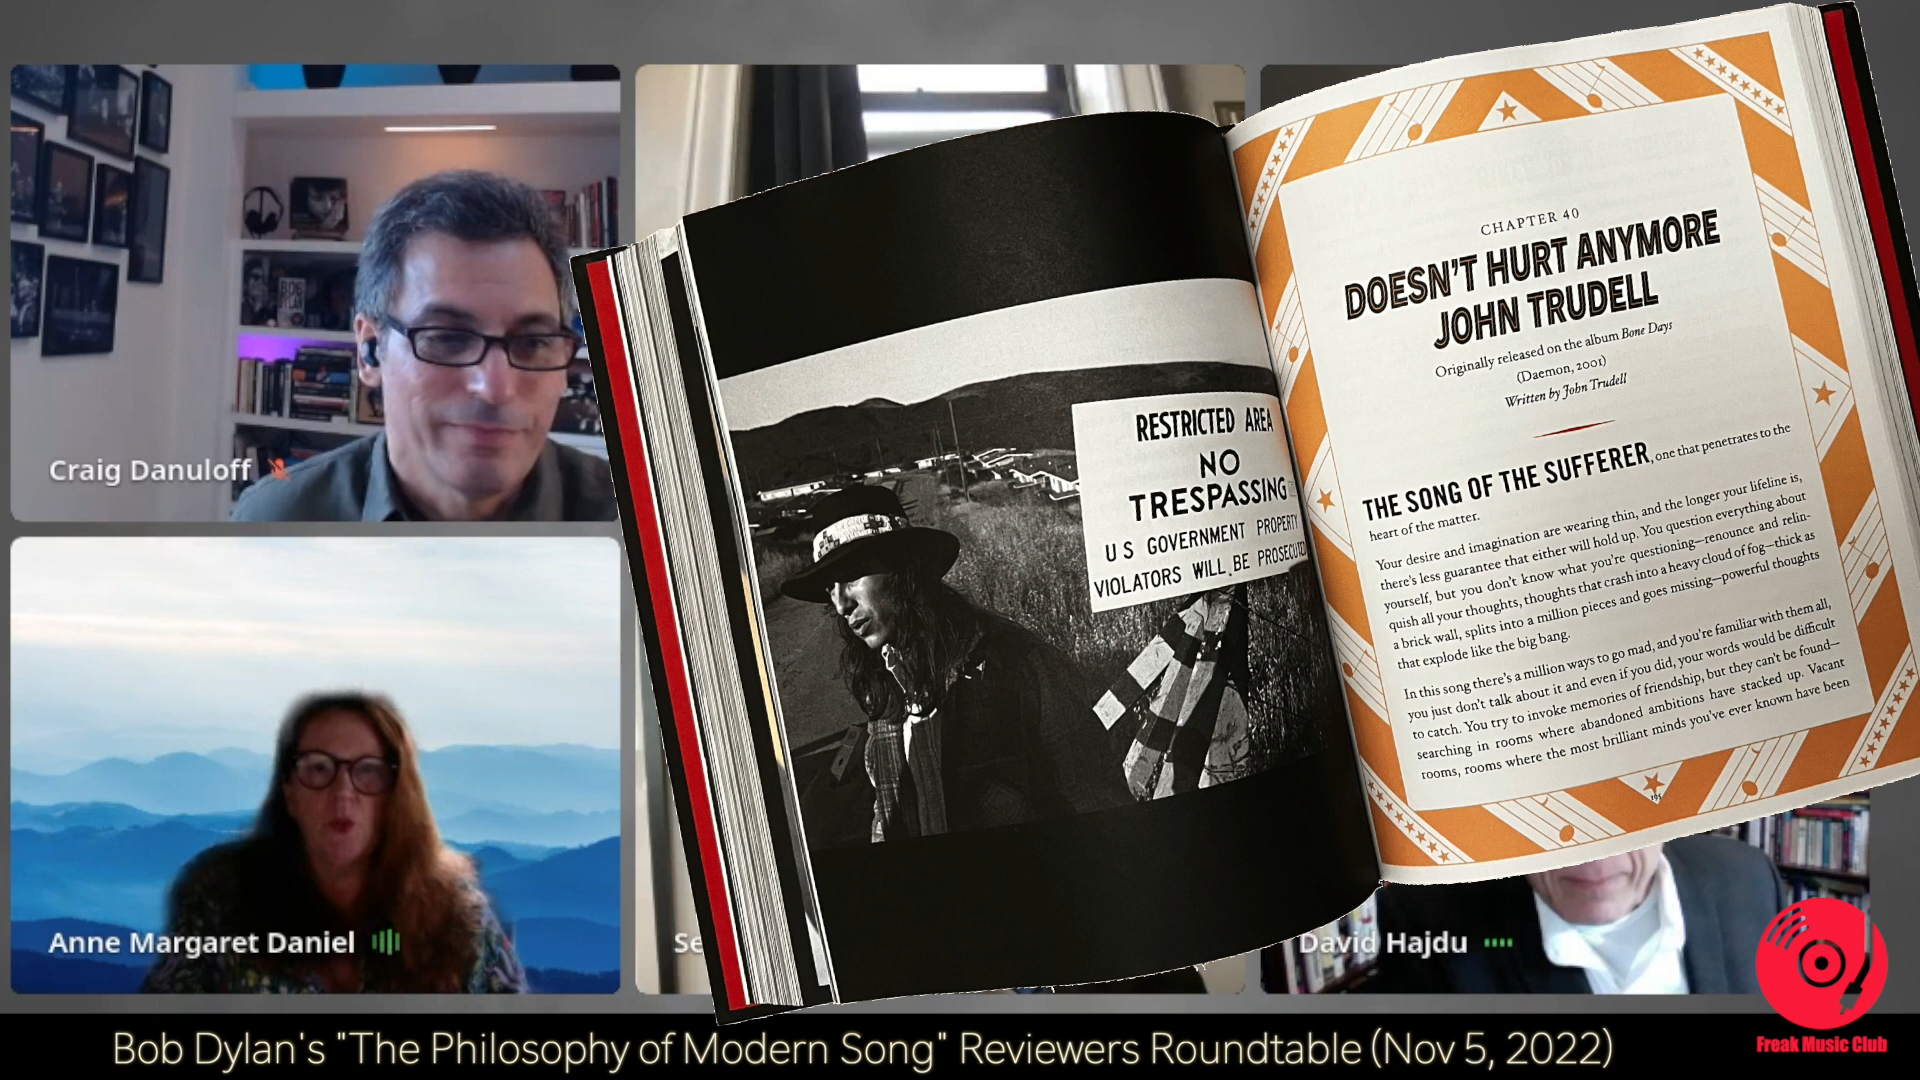 Craig Danuloff
RESTRICTED AREA
NO
TRESPASSING
US GOVERNMENT PROPERTY
VIOLATORS WILL BE PROSECUTED
CHAPTER 40
DOESN'T HURT ANYMORE
JOHN TRUDELL
Originally released on the album Bone Days
(Daemon, 2001)
Written by John Trudell
THE SONG OF THE SUFFERER, one that penetrates to the
heart of the matter.
Your desire and imagination are wearing thin, and the longer your lifeline is,
there's less guarantee that either will hold up. You question everything about
yourself, but you don't know what you're questioning—renounce and relin-
quish all your thoughts, thoughts that crash into a heavy cloud of fog—thick as
a brick wall, splits into a million pieces and goes missing—powerful thoughts
that explode like the big bang.
In this song there's a million ways to go mad, and you're familiar with them all,
you just don't talk about it and even if you did, your words would be difficult
to catch. You try to invoke memories of friendship, but they can't be found—
searching in rooms where abandoned ambitions have stacked up. Vacant
rooms, rooms where the most brilliant minds you've ever known have been
195
Anne Margaret Daniel
Se
David Hajdu
Bob Dylan's "The Philosophy of Modern Song" Reviewers Roundtable (Nov 5, 2022)
Freak Music Club